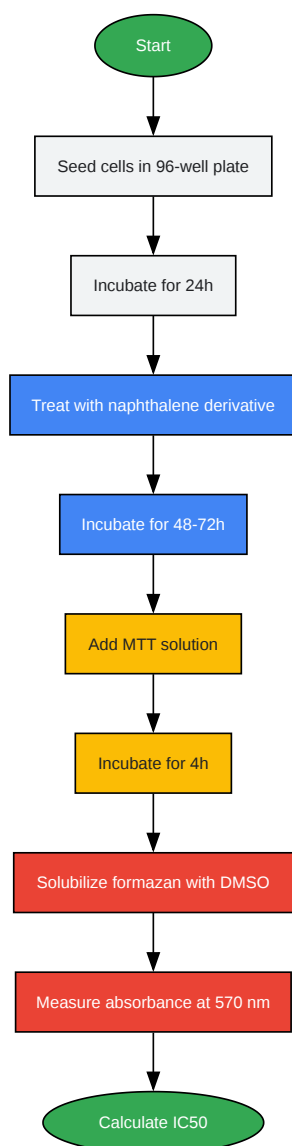 Start
Seed cells in 96-well plate
Incubate for 24h
Treat with naphthalene derivative
Incubate for 48-72h
Add MTT solution
Incubate for 4h
Solubilize formazan with DMSO
Measure absorbance at 570 nm
Calculate IC50